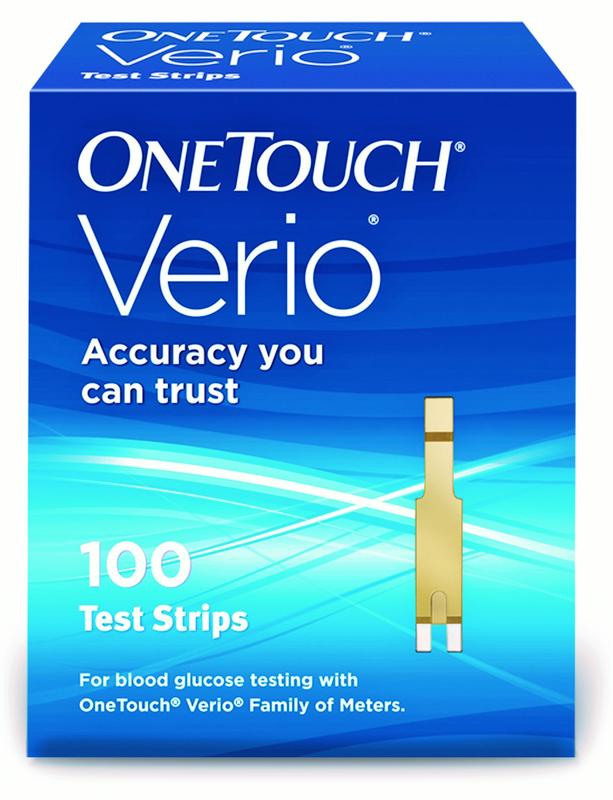 ONETOUCH®
Verio®
Test Strips
ONETOUCH®
Verio®
Accuracy you
can trust
100
Test Strips
For blood glucose testing with
OneTouch® Verio® Family of Meters.